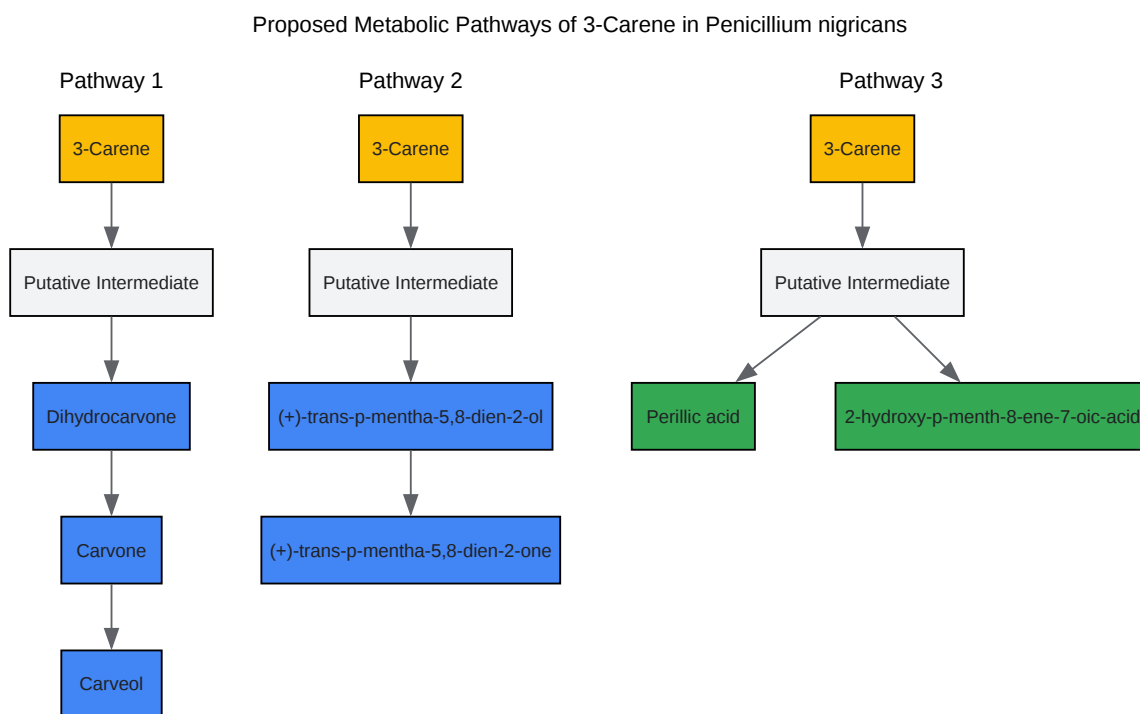 Proposed Metabolic Pathways of 3-Carene in Penicillium nigricans
Pathway 1
Pathway 2
Pathway 3
3-Carene
3-Carene
3-Carene
Putative Intermediate
Putative Intermediate
Putative Intermediate
Dihydrocarvone
(+)-trans-p-mentha-5,8-dien-2-ol
Perillic acid
2-hydroxy-p-menth-8-ene-7-oic-acid
Carvone
(+)-trans-p-mentha-5,8-dien-2-one
Carveol